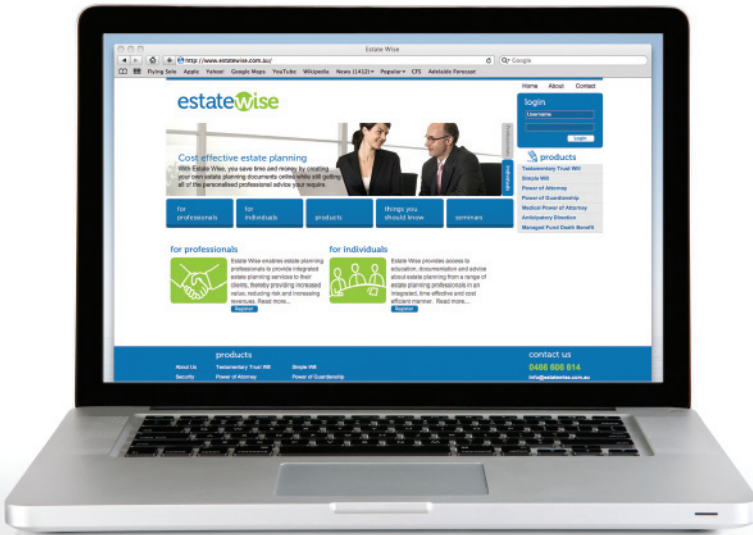 Estate Wise
http://www.estatewise.com.au/
Google
Flying Solo Apple Yahoo! Google Maps YouTube Wikipedia News (1412) Popular CFS Adelaide Forecast
Home About Contact
estatewise
login
Username
Login
Cost effective estate planning
With Estate Wise, you save time and money by creating
your own estate planning documents online while still getting
all of the personalised professional advice your require.
Professionals
Individuals
products
Testamentary Trust Will
Simple Will
Power of Attorney
Power of Guardianship
Medical Power of Attorney
Anticipatory Direction
Managed Fund Death Benefit
for professionals
for individuals
products
things you should know
seminars
for professionals
Estate Wise enables estate planning
professionals to provide integrated
estate planning services to their
clients, thereby providing increased
value, reducing risk and increasing
revenues. Read more...
Register
for individuals
Estate Wise provides access to
education, documentation and advice
about estate planning from a range of
estate planning professionals in an
integrated, time effective and cost
efficient manner. Read more...
Register
products
About Us Testamentary Trust Will Simple Will
Security Power of Attorney Power of Guardianship
contact us
0466 606 614
info@estatewise.com.au